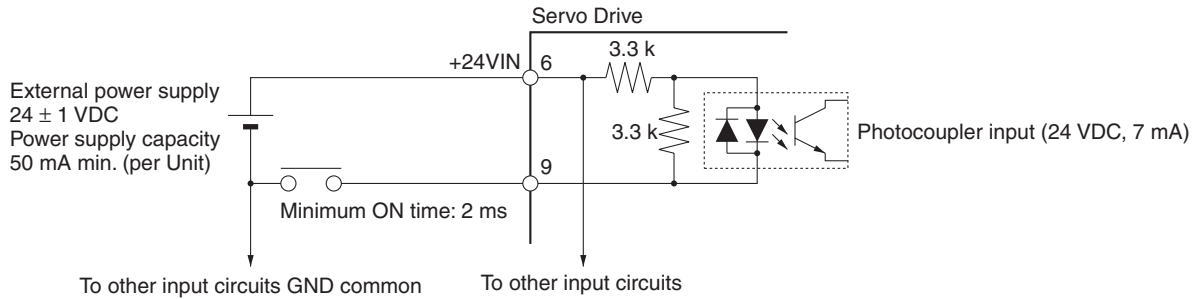 Servo Drive
3.3 k
+24VIN
6
External power supply
24 ± 1 VDC
Power supply capacity
50 mA min. (per Unit)
3.3 k
Photocoupler input (24 VDC, 7 mA)
9
Minimum ON time: 2 ms
To other input circuits GND common
To other input circuits